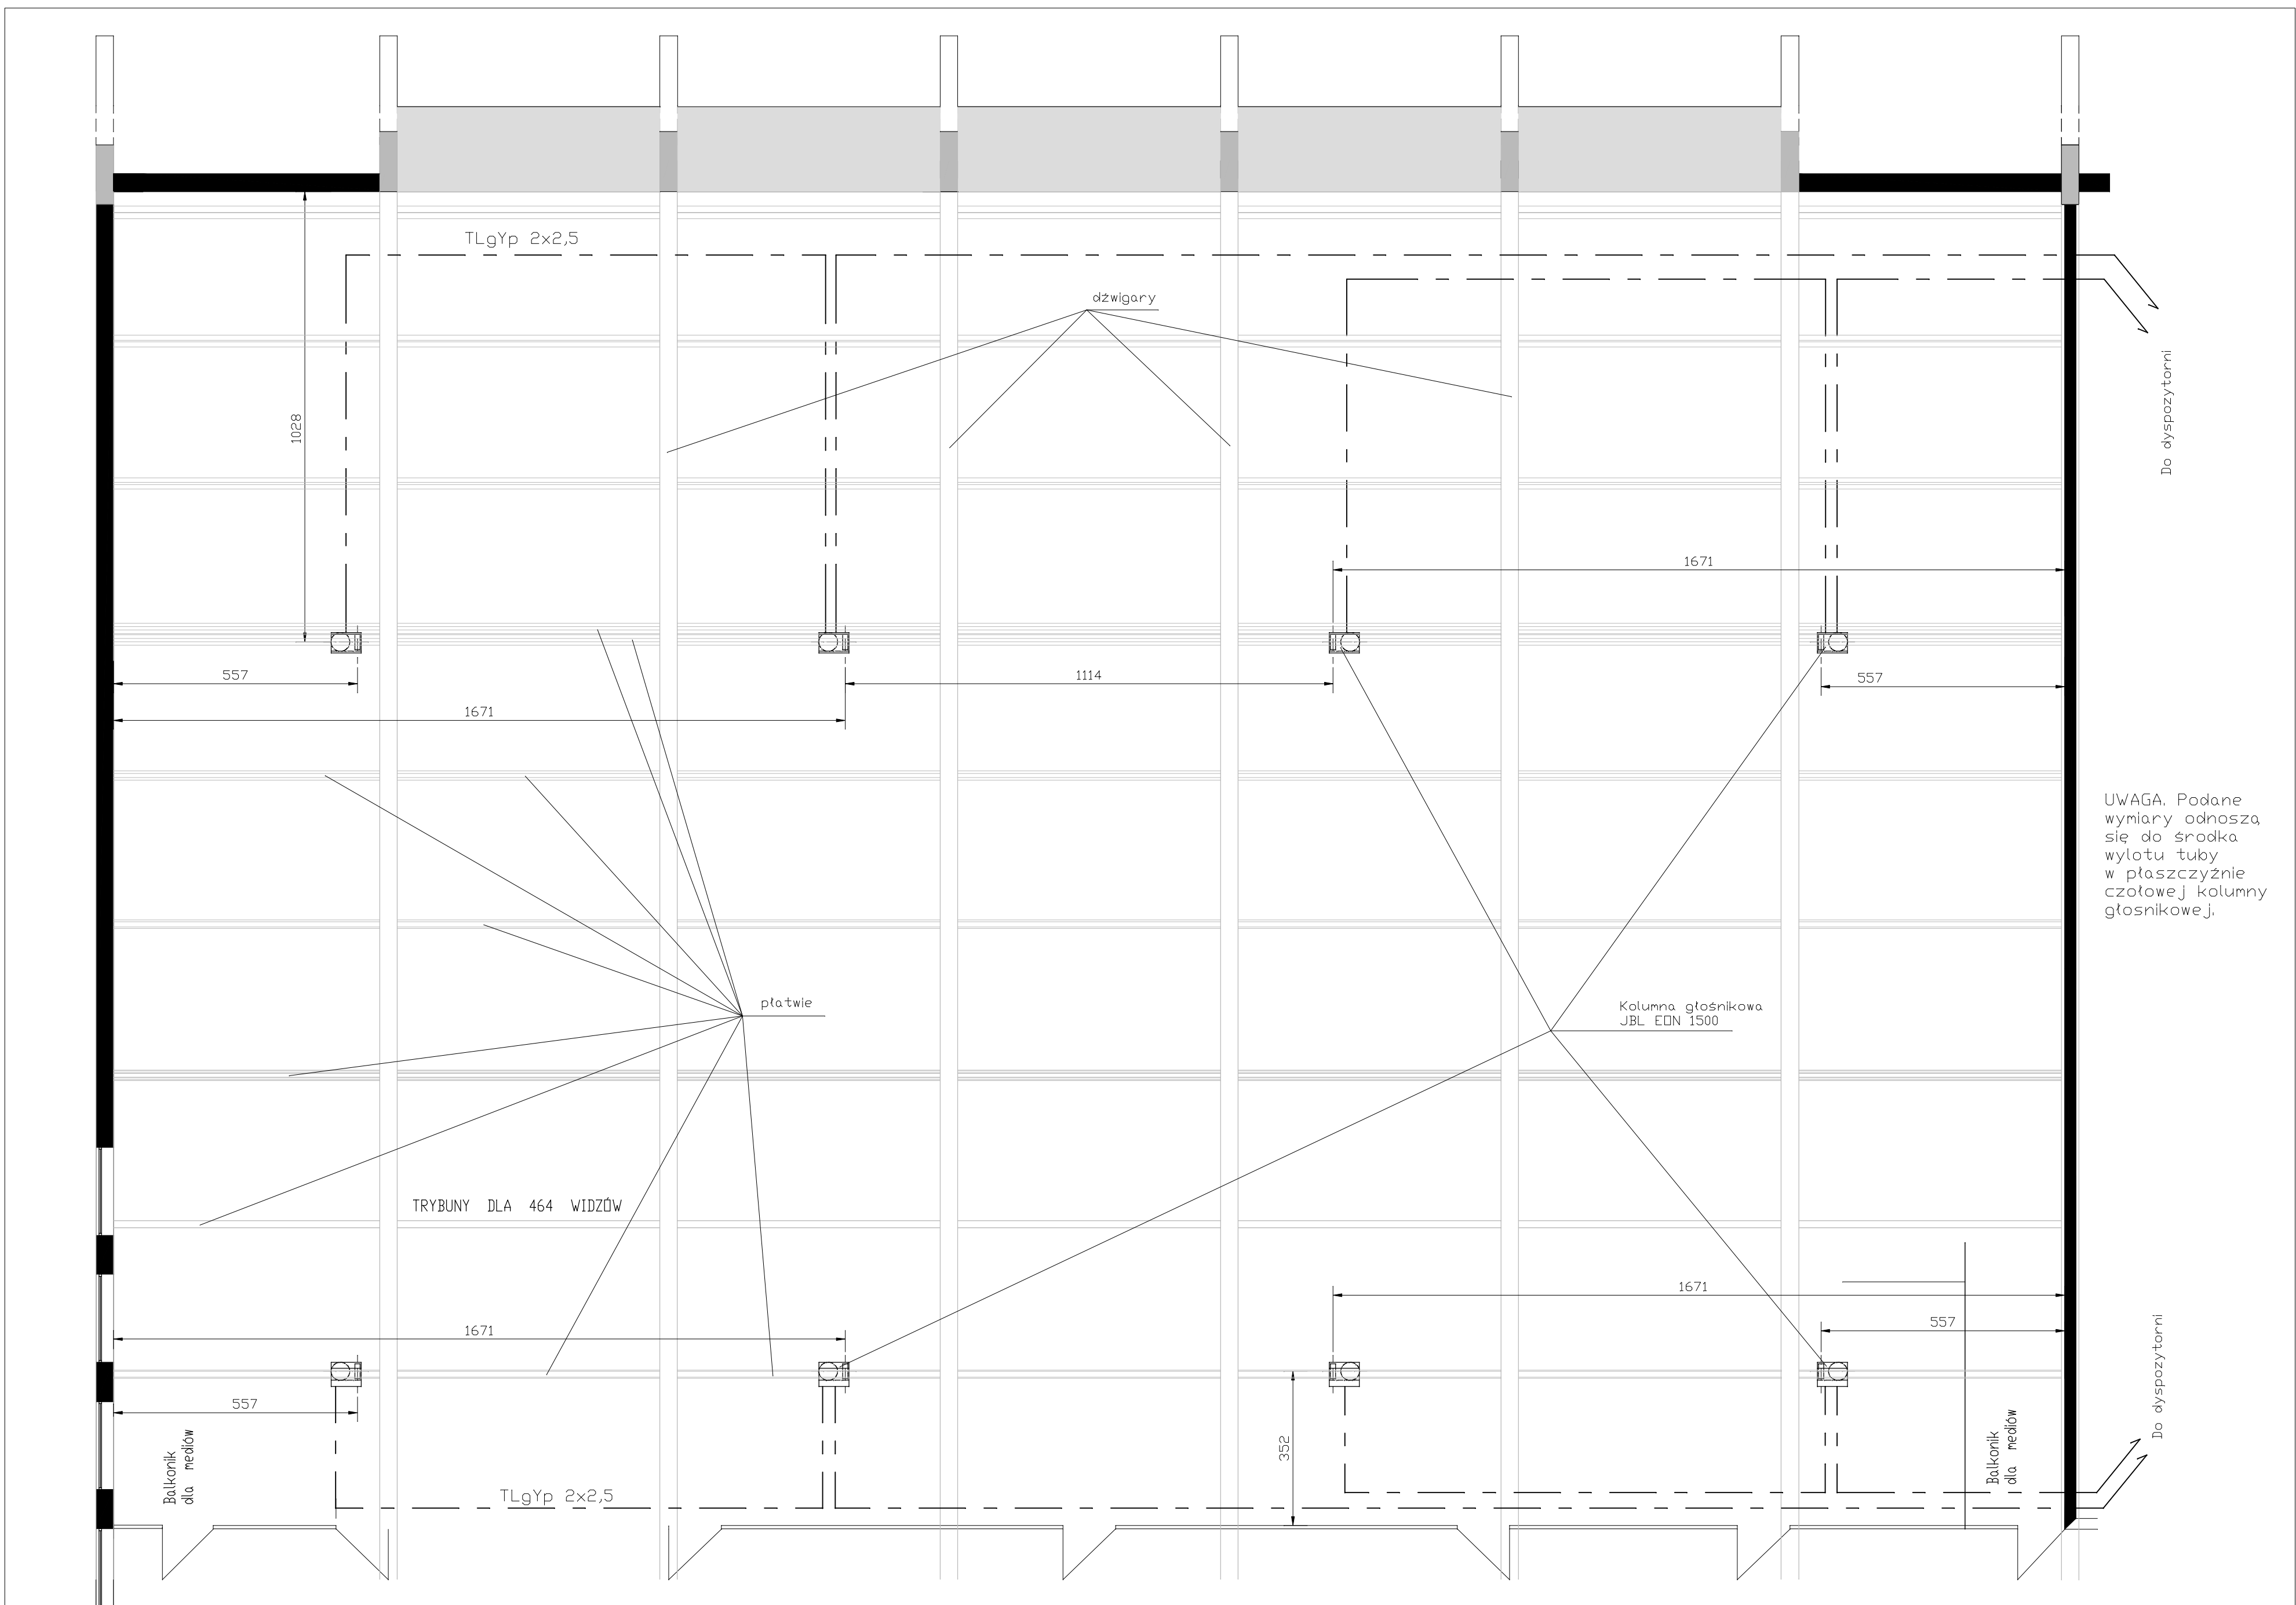 TLgYp 2x2,5
dźwigary
Do dyspozytorni
1028
1671
557
1114
557
1671
UWAGA. Podane
wymiary odnoszą
się do środka
wylotu tuby
w płaszczyźnie
czołowej kolumny
głosnikowej.
płatwie
Kolumna głośnikowa
JBL EON 1500
TRYBUNY DLA 464 WIDZÓW
1671
557
1671
557
352
Balkonik
dla mediów
Balkonik
dla mediów
Do dyspozytorni
TLgYp 2x2,5